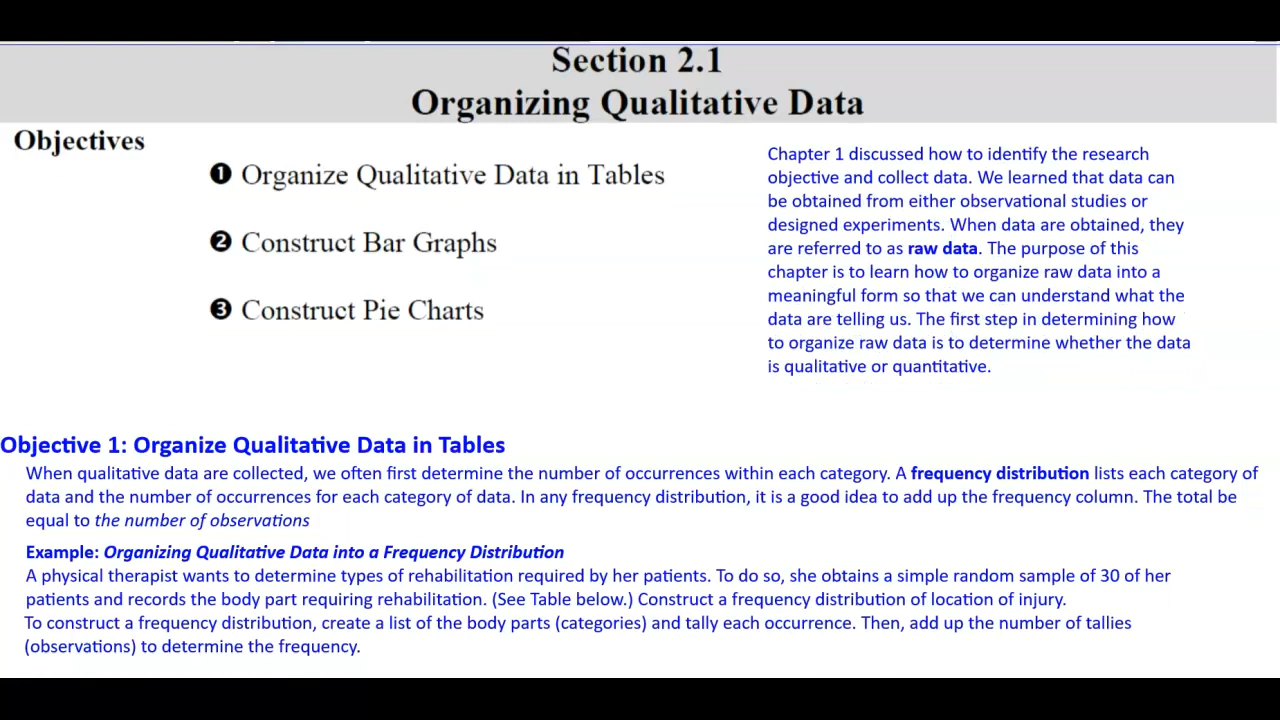 Section 2.1
Organizing Qualitative Data
Objectives
❶ Organize Qualitative Data in Tables
❷ Construct Bar Graphs
❸ Construct Pie Charts
Chapter 1 discussed how to identify the research
objective and collect data. We learned that data can
be obtained from either observational studies or
designed experiments. When data are obtained, they
are referred to as raw data. The purpose of this
chapter is to learn how to organize raw data into a
meaningful form so that we can understand what the
data are telling us. The first step in determining how
to organize raw data is to determine whether the data
is qualitative or quantitative.
Objective 1: Organize Qualitative Data in Tables
When qualitative data are collected, we often first determine the number of occurrences within each category. A frequency distribution lists each category of
data and the number of occurrences for each category of data. In any frequency distribution, it is a good idea to add up the frequency column. The total be
equal to the number of observations
Example: Organizing Qualitative Data into a Frequency Distribution
A physical therapist wants to determine types of rehabilitation required by her patients. To do so, she obtains a simple random sample of 30 of her
patients and records the body part requiring rehabilitation. (See Table below.) Construct a frequency distribution of location of injury.
To construct a frequency distribution, create a list of the body parts (categories) and tally each occurrence. Then, add up the number of tallies
(observations) to determine the frequency.